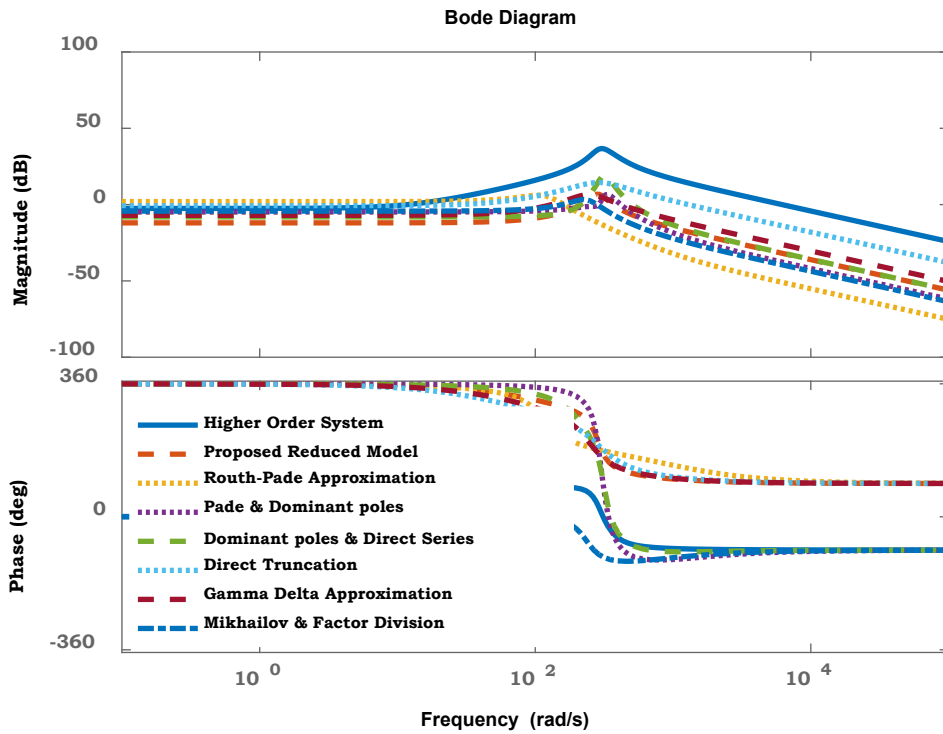 Bode Diagram
Magnitude (dB)
100
50
0
-50
-100
Phase (deg)
360
0
-360
Higher Order System
Proposed Reduced Model
Routh-Pade Approximation
Pade & Dominant poles
Dominant poles & Direct Series
Direct Truncation
Gamma Delta Approximation
Mikhailov & Factor Division
10 0 10 2 10 4
Frequency (rad/s)